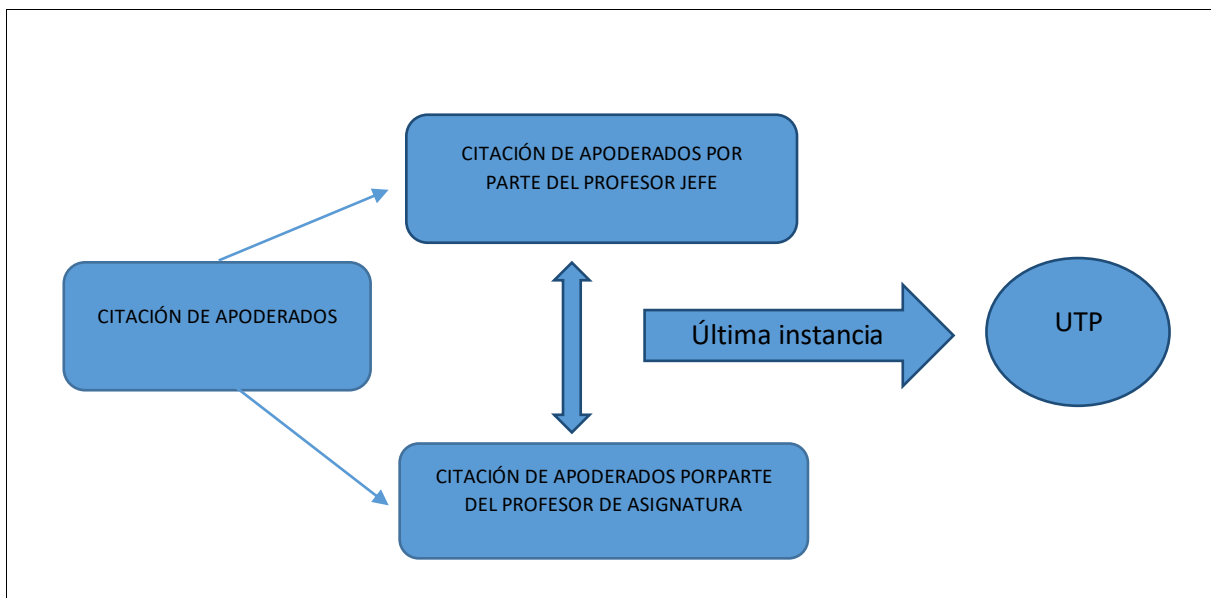 CITACIÓN DE APODERADOS POR
PARTE DEL PROFESOR JEFE
CITACIÓN DE APODERADOS
Última instancia
UTP
CITACIÓN DE APODERADOS PORPARTE
DEL PROFESOR DE ASIGNATURA